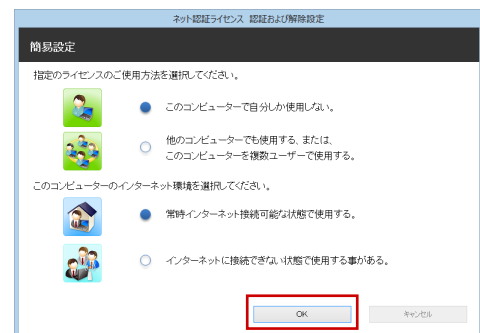 ネット認証ライセンス 認証および解除設定
簡易設定
指定のライセンスのご使用方法を選択してください。
このコンピューターで自分しか使用しない。
他のコンピューターでも使用する、または、
このコンピューターを複数ユーザーで使用する。
このコンピューターのインターネット環境を選択してください。
常時インターネット接続可能な状態で使用する。
インターネットに接続できない状態で使用する事がある。
OK
キャンセル